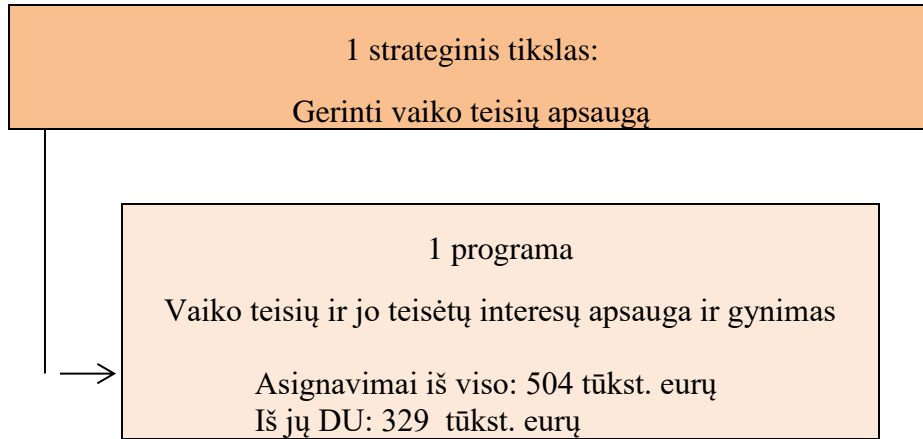 1 strateginis tikslas:
Gerinti vaiko teisių apsaugą
1 programa
Vaiko teisių ir jo teisėtų interesų apsauga ir gynimas
Asignavimai iš viso: 504 tūkst. eurų
Iš jų DU: 329 tūkst. eurų